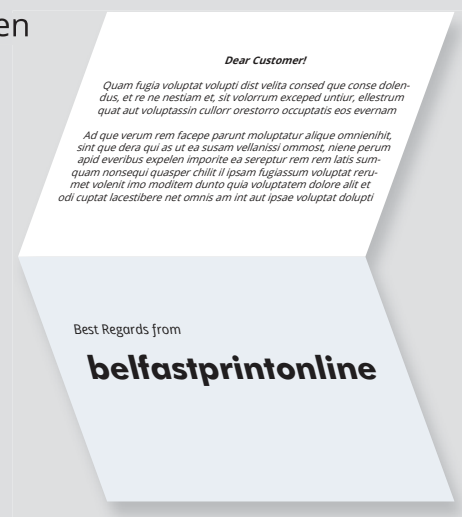 en
Dear Customer!
Quam fugia voluptat volupti dist velita consed que conse dolen-
dus, et re ne nestiam et, sit volorrum exceped untiur, ellestrum
quat aut voluptassin cullorr orestorro occuptatis eos evernam
Ad que verum rem facepe parunt moluptatur alique omnienihit,
sint que dera qui as ut ea susam vellanissi ommost, niene perum
apid everibus expelen imporite ea sereptur rem rem latis sum-
quam nonsequi quasper chilit il ipsam fugiassum voluptat reru-
met volenit imo moditem dunto quia voluptatem dolore alit et
odi cuptat lacestibere net omnis am int aut ipsae voluptat dolupti
Best Regards from
belfastprintonline